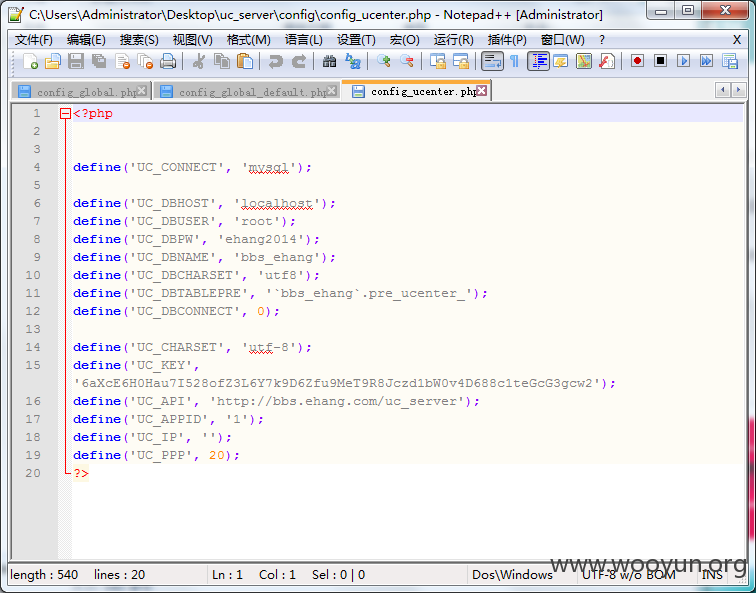 C:\Users\Administrator\Desktop\uc_server\config\config_ucenter.php - Notepad++ [Administrator]
文件(F) 编辑(E) 搜索(S) 视图(V) 格式(M) 语言(L) 设置(T) 宏(O) 运行(R) 插件(P) 窗口(W) ? X
config_global.php config_global_default.php config_ucenter.php
1 <?php
2
3
4 define('UC_CONNECT', 'mysql');
5
6 define('UC_DBHOST', 'localhost');
7 define('UC_DBUSER', 'root');
8 define('UC_DBPW', 'ehang2014');
9 define('UC_DBNAME', 'bbs_ehang');
10 define('UC_DBCHARSET', 'utf8');
11 define('UC_DBTABLEPRE', '`bbs_ehang`.pre_ucenter_');
12 define('UC_DBCONNECT', 0);
13
14 define('UC_CHARSET', 'utf-8');
15 define('UC_KEY',
'6aXcE6H0Hau7I528ofZ3L6Y7k9D6Zfu9MeT9R8Jczd1bW0v4D688c1teGcG3gcw2');
16 define('UC_API', 'http://bbs.ehang.com/uc_server');
17 define('UC_APPID', '1');
18 define('UC_IP', '');
19 define('UC_PPP', 20);
20 ?>
www.wooyun.org
length : 540 lines : 20 Ln : 1 Col : 1 Sel : 0 | 0 Dos\Windows UTF-8 w/o BOM INS